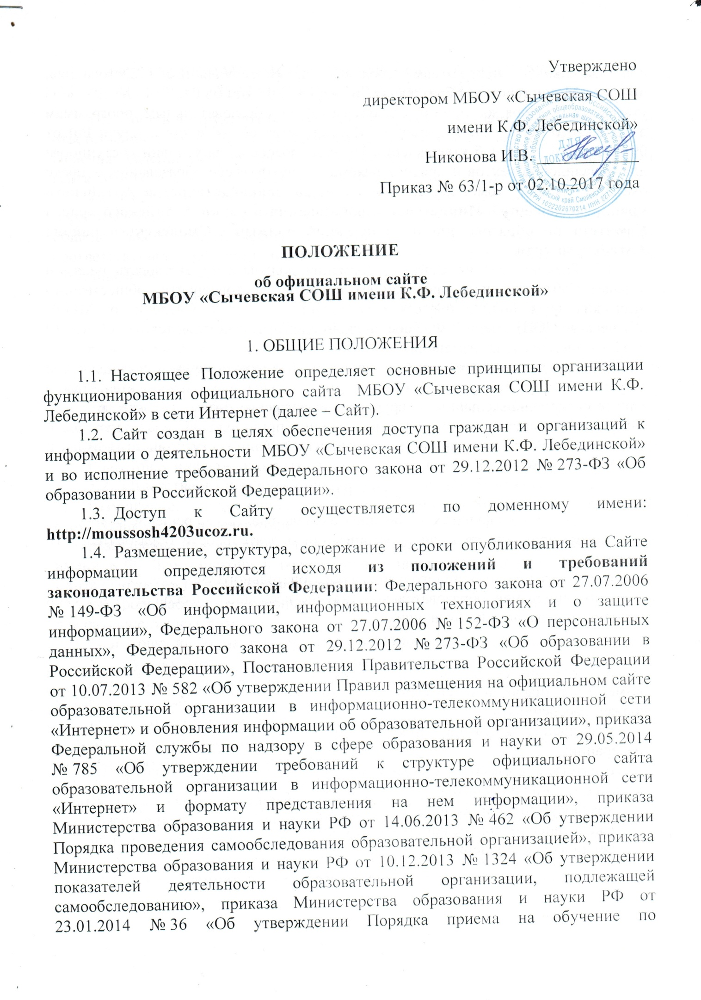 Утверждено
директором МБОУ «Сычевская СОШ
имени К.Ф. Лебединской»
Никонова И.В. ____________
Приказ № 63/1-р от 02.10.2017 года
ДЛЯ
ДОКУМЕНТОВ
ОГРН 1022202670214 ИНН
ПОЛОЖЕНИЕ
об официальном сайте
МБОУ «Сычевская СОШ имени К.Ф. Лебединской»
1. ОБЩИЕ ПОЛОЖЕНИЯ
1.1. Настоящее Положение определяет основные принципы организации
функционирования официального сайта МБОУ «Сычевская СОШ имени К.Ф.
Лебединской» в сети Интернет (далее – Сайт).
1.2. Сайт создан в целях обеспечения доступа граждан и организаций к
информации о деятельности МБОУ «Сычевская СОШ имени К.Ф. Лебединской»
и во исполнение требований Федерального закона от 29.12.2012 № 273-ФЗ «Об
образовании в Российской Федерации».
1.3. Доступ к Сайту осуществляется по доменному имени:
http://moussosh4203ucoz.ru.
1.4. Размещение, структура, содержание и сроки опубликования на Сайте
информации определяются исходя из положений и требований
законодательства Российской Федерации: Федерального закона от 27.07.2006
№ 149-ФЗ «Об информации, информационных технологиях и о защите
информации», Федерального закона от 27.07.2006 № 152-ФЗ «О персональных
данных», Федерального закона от 29.12.2012 № 273-ФЗ «Об образовании в
Российской Федерации», Постановления Правительства Российской Федерации
от 10.07.2013 № 582 «Об утверждении Правил размещения на официальном сайте
образовательной организации в информационно-телекоммуникационной сети
«Интернет» и обновления информации об образовательной организации», приказа
Федеральной службы по надзору в сфере образования и науки от 29.05.2014
№ 785 «Об утверждении требований к структуре официального сайта
образовательной организации в информационно-телекоммуникационной сети
«Интернет» и формату представления на нем информации», приказа
Министерства образования и науки РФ от 14.06.2013 № 462 «Об утверждении
Порядка проведения самообследования образовательной организацией», приказа
Министерства образования и науки РФ от 10.12.2013 № 1324 «Об утверждении
показателей деятельности образовательной организации, подлежащей
самообследованию», приказа Министерства образования и науки РФ от
23.01.2014 № 36 «Об утверждении Порядка приема на обучение по